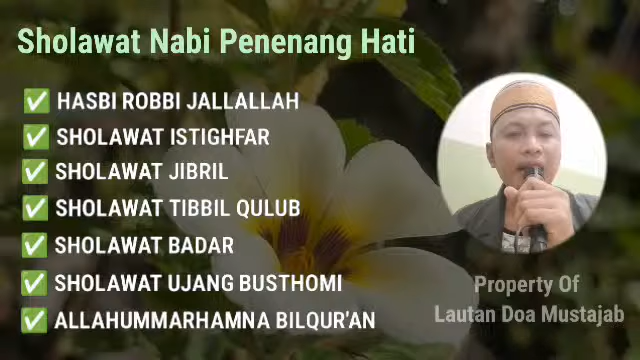 Sholawat Nabi Penenang Hati
✅ HASBI ROBBI JALLALLAH
✅ SHOLAWAT ISTIGHFAR
✅ SHOLAWAT JIBRIL
✅ SHOLAWAT TIBBIL QULUB
✅ SHOLAWAT BADAR
✅ SHOLAWAT UJANG BUSTHOMI
✅ ALLAHUMMARHAMNA BILQUR'AN
Property Of
Lautan Doa Mustajab